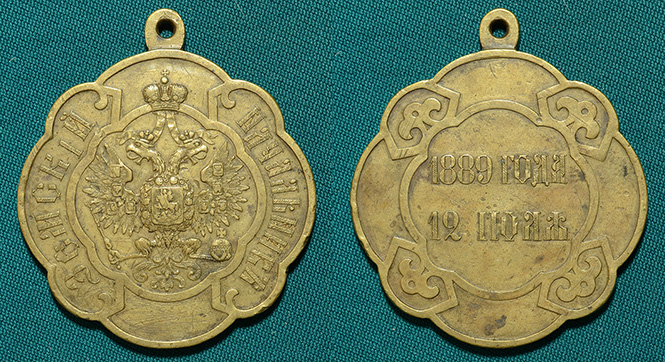 ЗЕМСКІЙ
НАЧАЛЬНИКЪ
1889 ГОДА
12 ІЮЛЯ